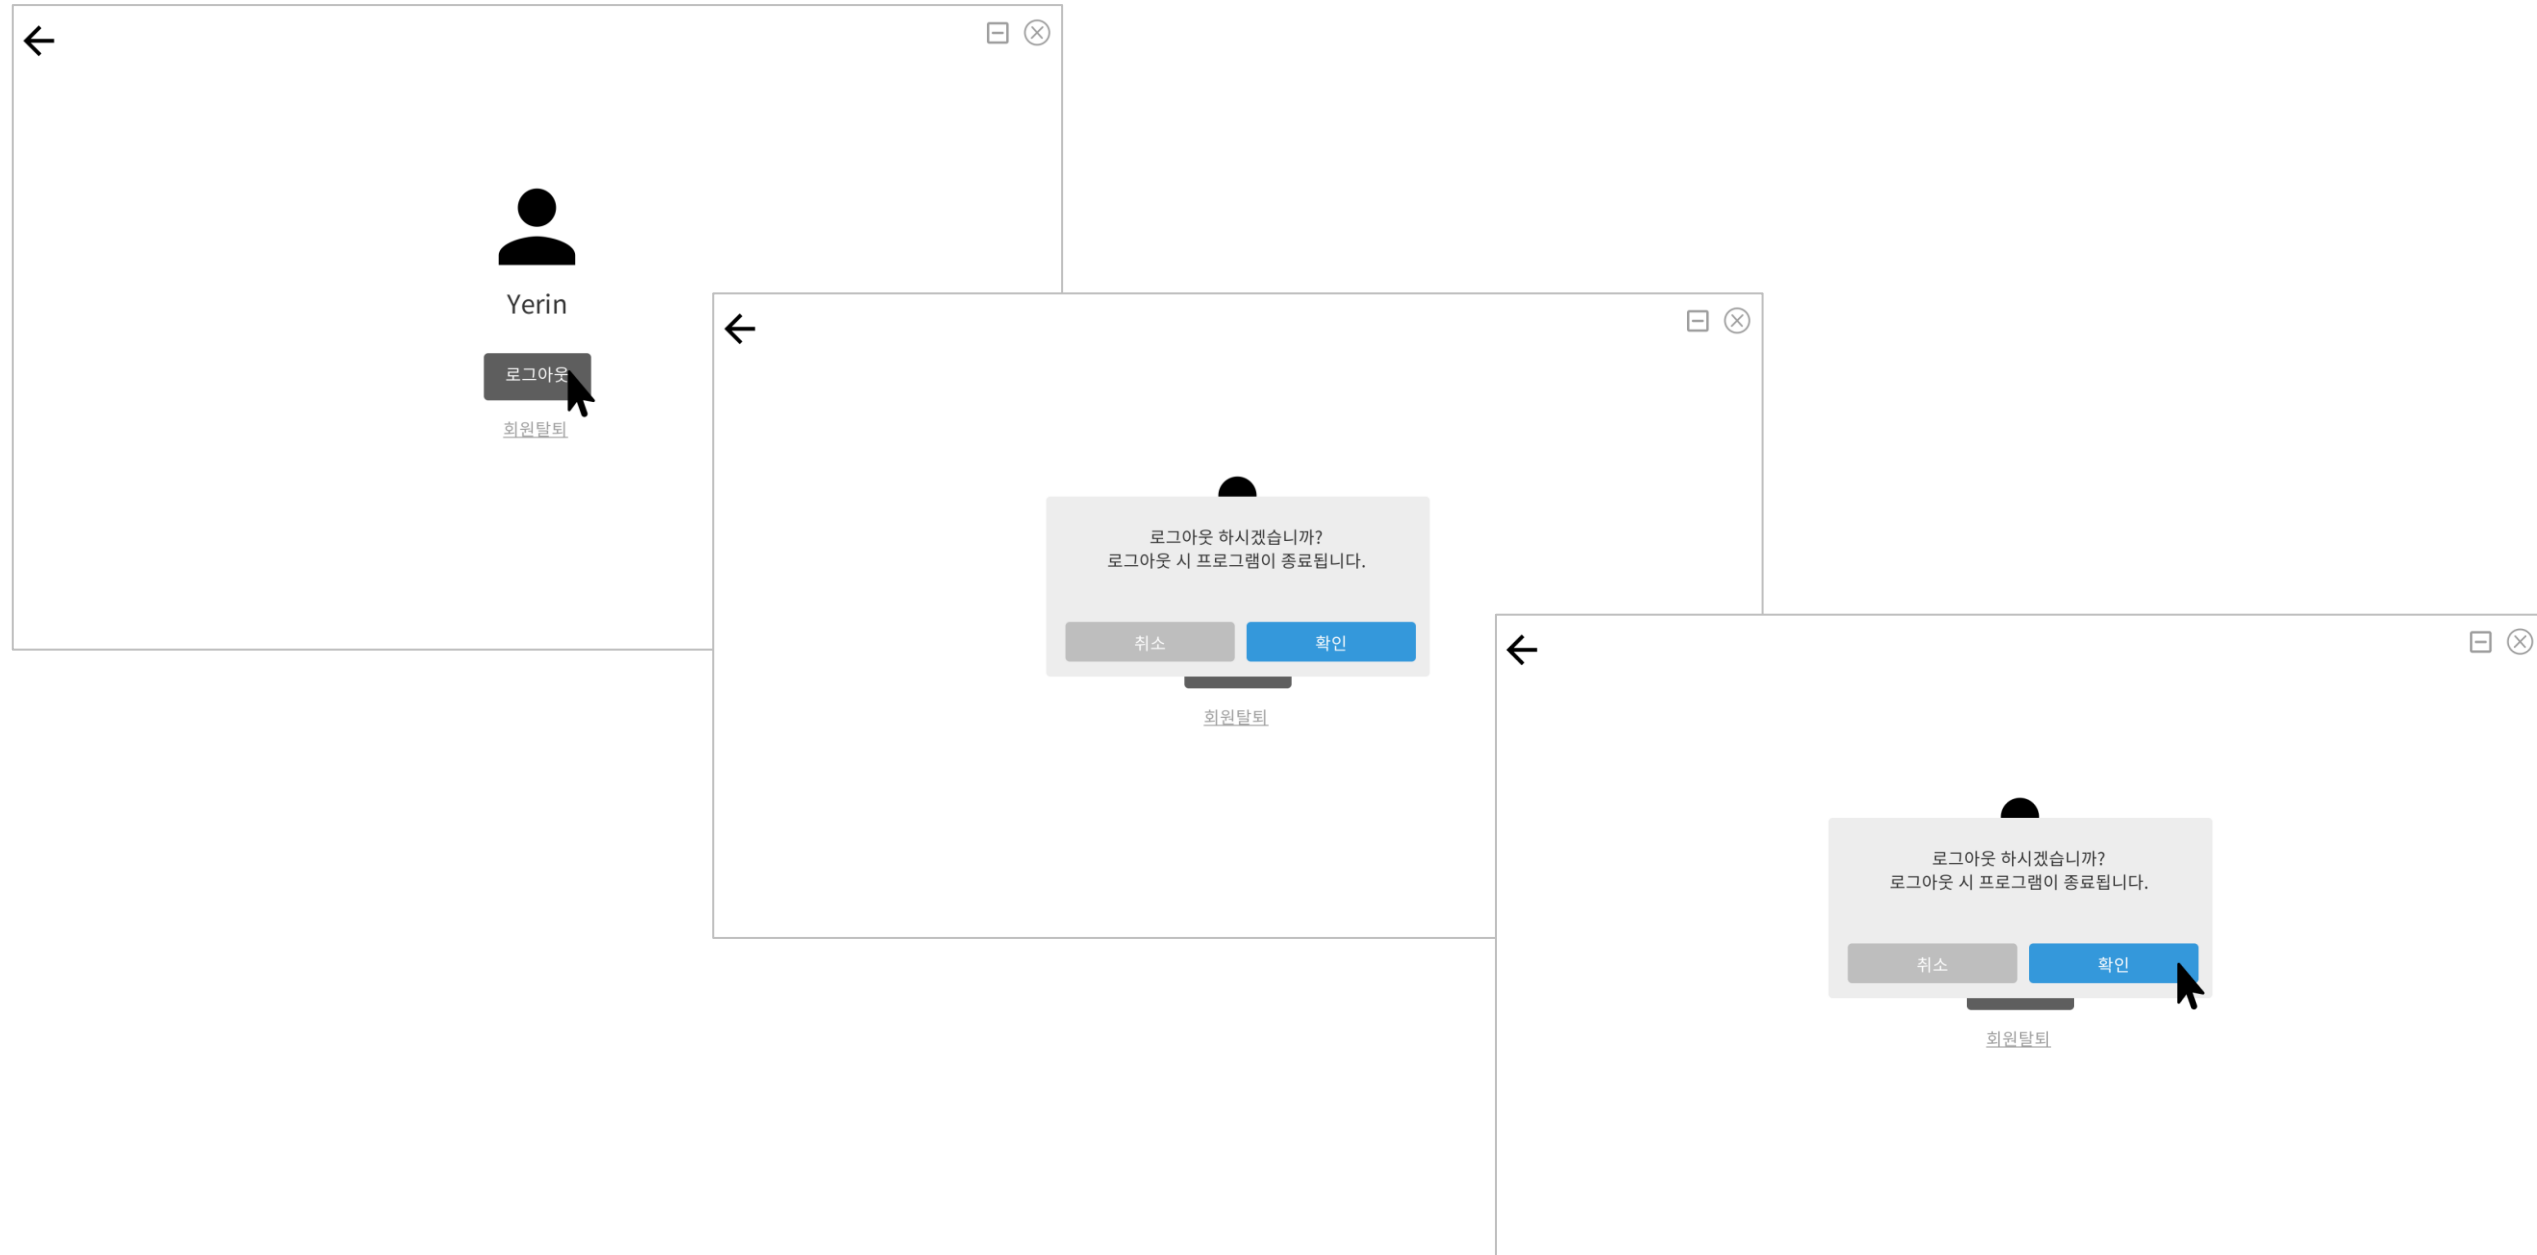 Yerin
로그아웃
회원탈퇴
로그아웃 하시겠습니까?
로그아웃 시 프로그램이 종료됩니다.
취소
확인
회원탈퇴
로그아웃 하시겠습니까?
로그아웃 시 프로그램이 종료됩니다.
취소
확인
회원탈퇴